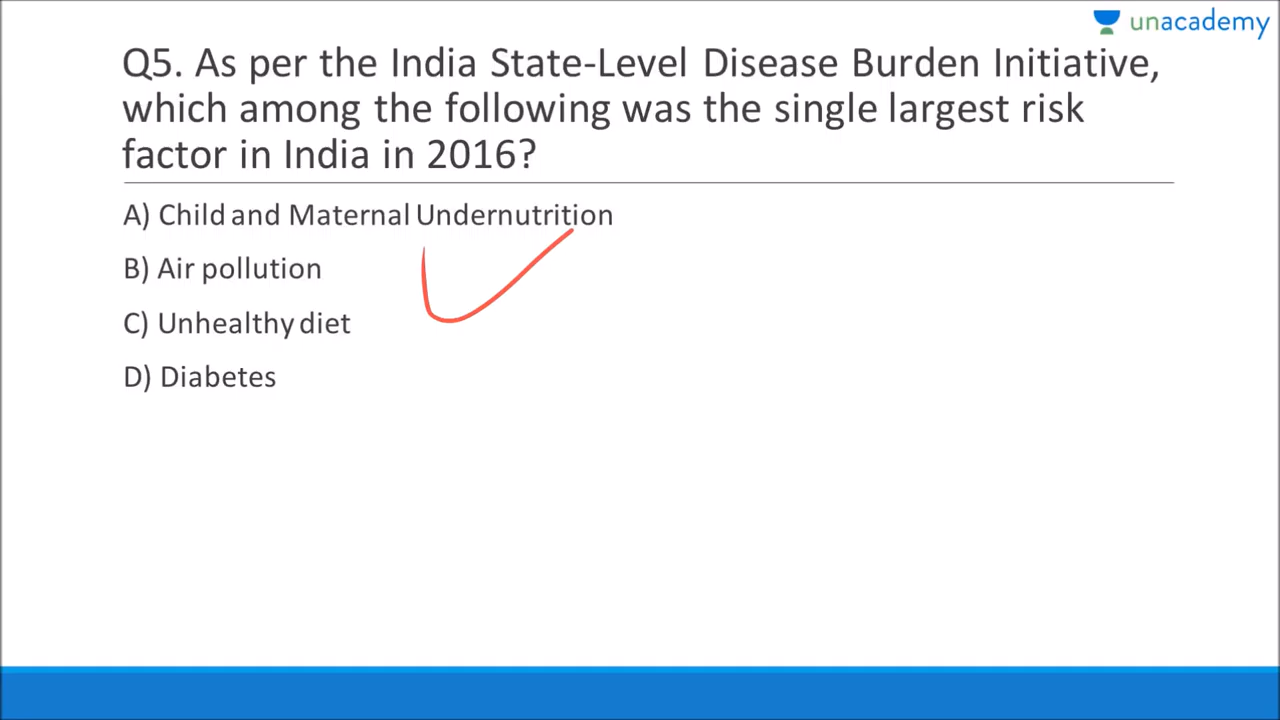 unacademy
Q5. As per the India State-Level Disease Burden Initiative,
which among the following was the single largest risk
factor in India in 2016?
A) Child and Maternal Undernutrition
B) Air pollution
C) Unhealthy diet
D) Diabetes